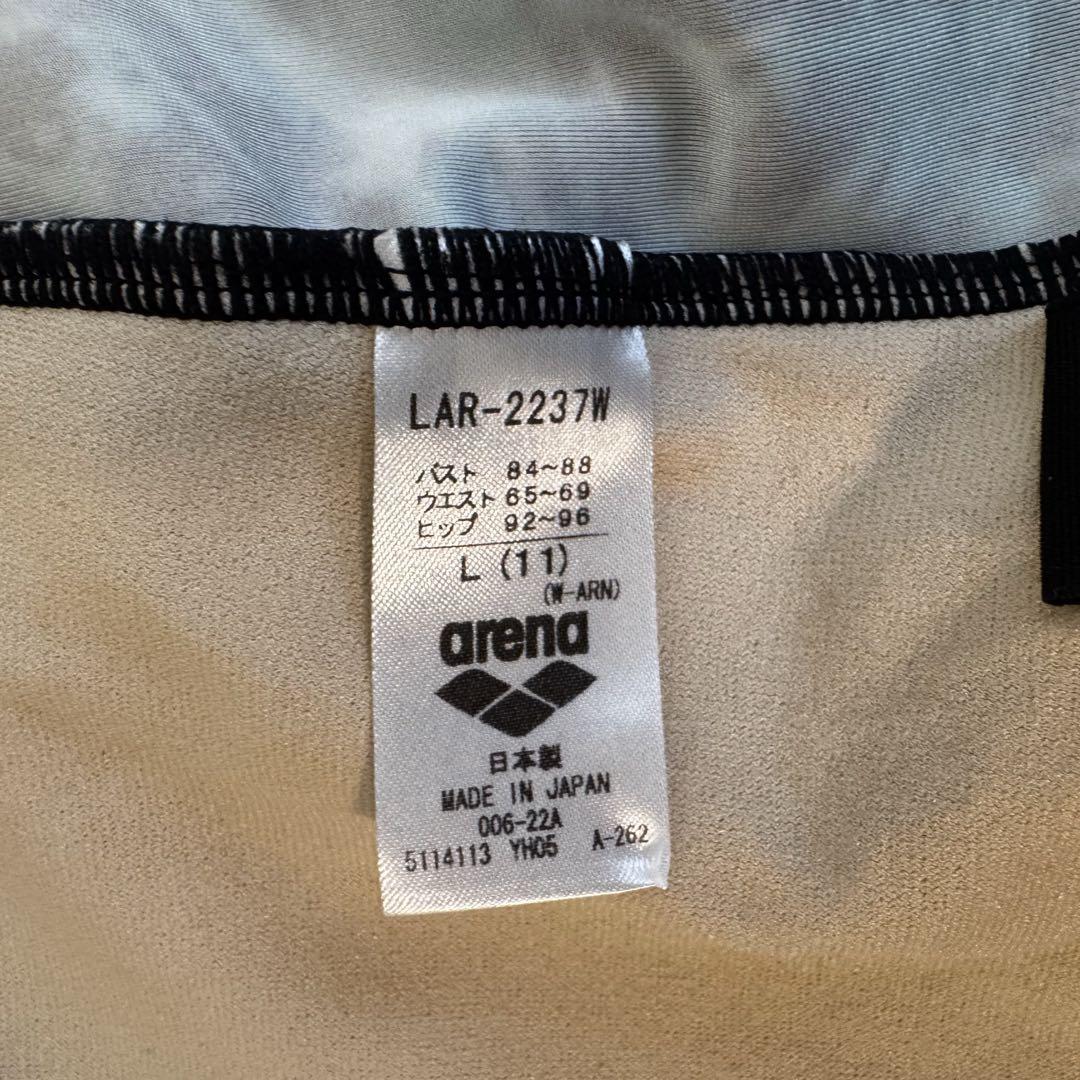 LAR-2237W
バスト 84~88
ウエスト 65~69
ヒップ 92~96
L (11)
(W-ARN)
arena
日本製
MADE IN JAPAN
006-22A
5114113 YH05 A-262